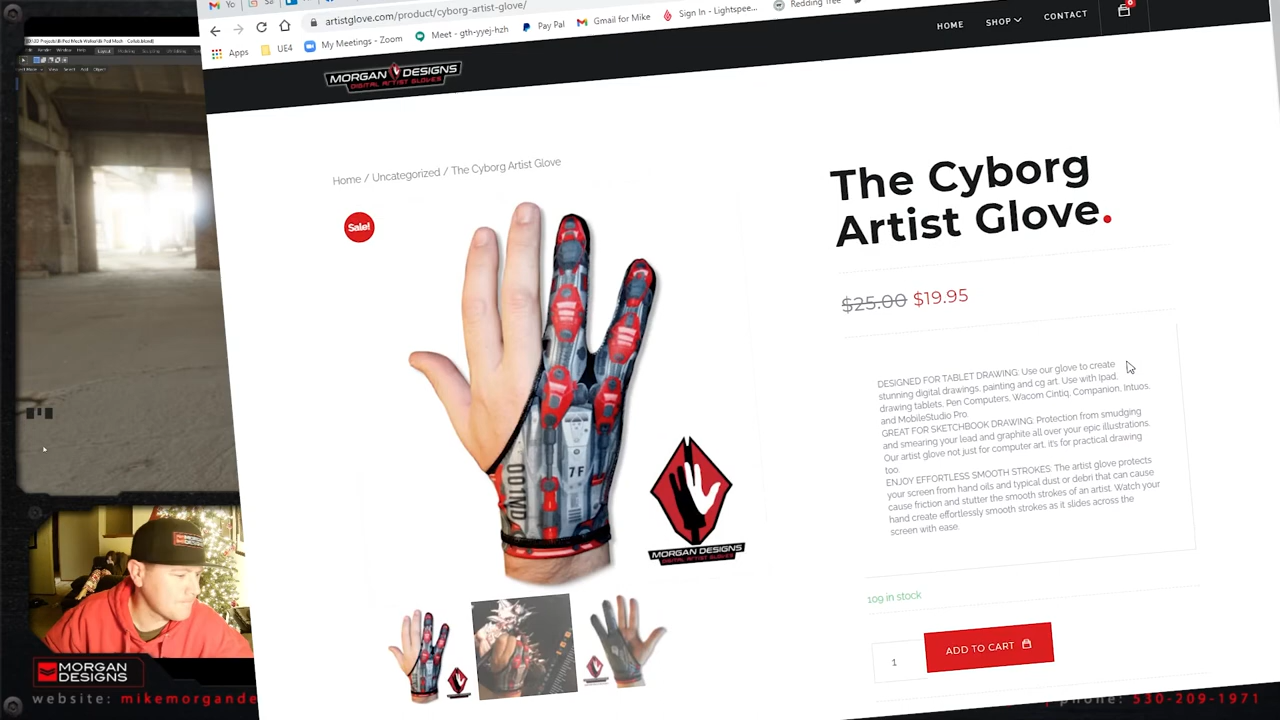 artistglove.com/product/cyborg-artist-glove/
Apps
UE4
My Meetings - Zoom
Meet - gth-yyej-hzh
Pay Pal
Gmail for Mike
Sign In - Lightspee...
Redding Tree
HOME
SHOP
CONTACT
0
MORGAN DESIGNS
DIGITAL ARTIST GLOVES
Home / Uncategorized / The Cyborg Artist Glove
Sale!
The Cyborg
Artist Glove.
$25.00 $19.95
DESIGNED FOR TABLET DRAWING: Use our glove to create
stunning digital drawings, painting and cg art. Use with Ipad,
drawing tablets, Pen Computers, Wacom Cintiq, Companion, Intuos,
and MobileStudio Pro.
GREAT FOR SKETCHBOOK DRAWING: Protection from smudging
and smearing your lead and graphite all over your epic illustrations.
Our artist glove not just for computer art, it's for practical drawing
too.
ENJOY EFFORTLESS SMOOTH STROKES: The artist glove protects
your screen from hand oils and typical dust or debri that can cause
cause friction and stutter the smooth strokes of an artist. Watch your
hand create effortlessly smooth strokes as it slides across the
screen with ease.
7F
MORGAN DESIGNS
DIGITAL ARTIST GLOVES
109 in stock
1
ADD TO CART
MORGAN
DESIGNS
website: mikemorgande
phone: 530-209-1971